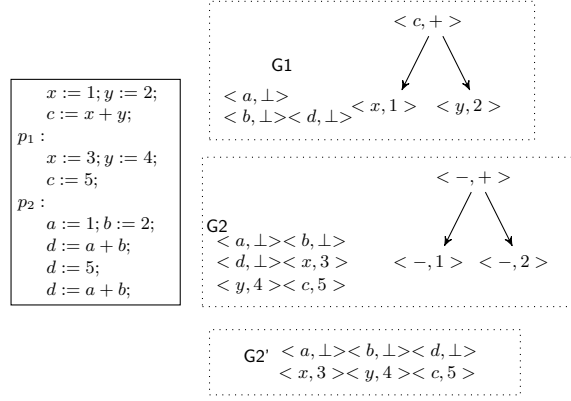 x := 1; y := 2;
c := x + y;
p₁ :
x := 3; y := 4;
c := 5;
p₂ :
a := 1; b := 2;
d := a + b;
d := 5;
d := a + b;
< c, + >
G1
< a, ⊥ >
< b, ⊥ >< d, ⊥ >
< x, 1 > < y, 2 >
< −, + >
G2
< a, ⊥ >< b, ⊥ >
< d, ⊥ >< x, 3 >
< y, 4 >< c, 5 >
< −, 1 > < −, 2 >
G2' < a, ⊥ >< b, ⊥ >< d, ⊥ >
< x, 3 >< y, 4 >< c, 5 >